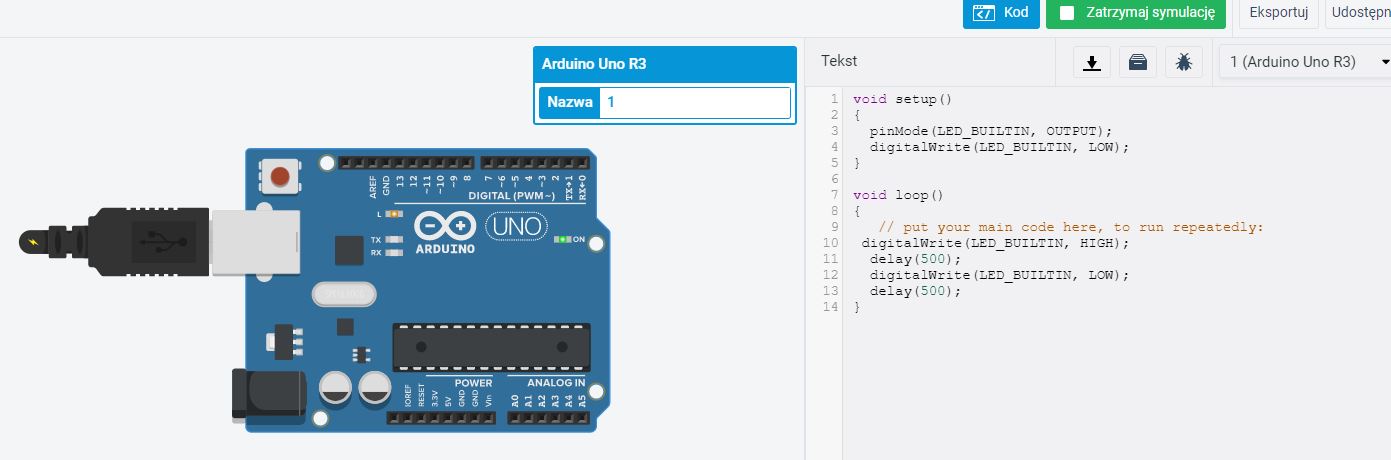 Kod
Zatrzymaj symulację
Eksportuj
Udostępn
Arduino Uno R3
Nazwa 1
Tekst
1 (Arduino Uno R3)
AREF
GND
13
12
~11
~10
~9
8
7
~6
~5
4
~3
2
TX→1
RX←0
DIGITAL (PWM~)
L
TX
RX
UNO
ARDUINO
ON
IOREF
RESET
3.3V
5V
GND
GND
Vin
POWER
ANALOG IN
A0
A1
A2
A3
A4
A5
1 void setup()
2 {
3   pinMode(LED_BUILTIN, OUTPUT);
4   digitalWrite(LED_BUILTIN, LOW);
5 }
6
7 void loop()
8 {
9    // put your main code here, to run repeatedly:
10  digitalWrite(LED_BUILTIN, HIGH);
11   delay(500);
12   digitalWrite(LED_BUILTIN, LOW);
13   delay(500);
14 }